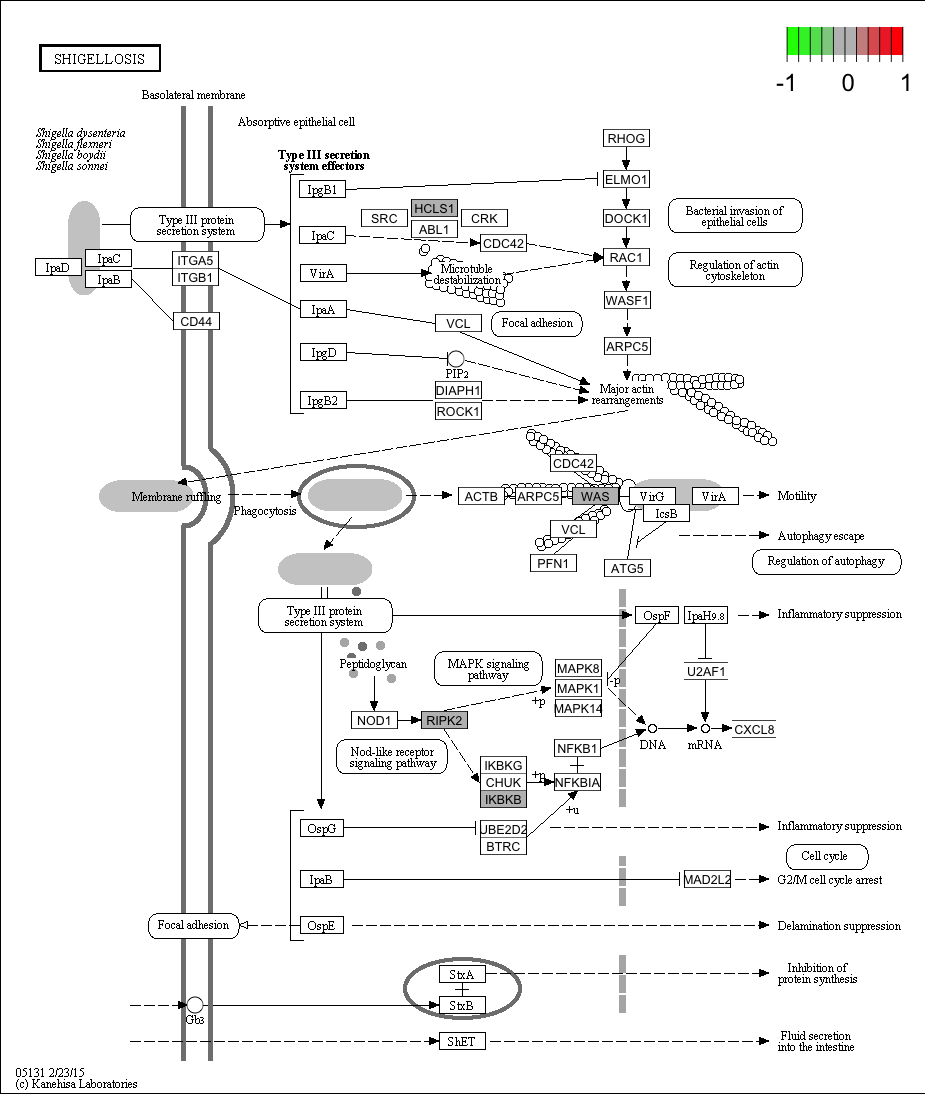 SHIGELLOSIS
-1 0 1
Basolateral membrane
Absorptive epithelial cell
Shigella dysenteria
Shigella flexneri
Shigella boydii
Shigella sonnei
Type III secretion
system effectors
RHOG
IpgB1
ELMO1
HCLS1
SRC
CRK
ABL1
DOCK1
Bacterial invasion of
epithelial cells
Type III protein
secretion system
IpaC
CDC42
RAC1
IpaD
IpaC
IpaB
ITGA5
ITGB1
VirA
Microtuble
destabilization
Regulation of actin
cytoskeleton
WASF1
IpaA
CD44
VCL
Focal adhesion
ARPC5
IpgD
PIP2
DIAPH1
ROCK1
IpgB2
Major actin
rearrangements
CDC42
Membrane ruffling
Phagocytosis
ACTB
ARPC5
WAS
VirG
VirA
Motility
IcsB
VCL
PFN1
ATG5
Autophagy escape
Regulation of autophagy
Type III protein
secretion system
OspF
IpaH9.8
Inflammatory suppression
Peptidoglycan
MAPK signaling
pathway
MAPK8
MAPK1
MAPK14
-p
+p
U2AF1
NOD1
RIPK2
DNA
mRNA
CXCL8
Nod-like receptor
signaling pathway
NFKB1
IKBKG
CHUK
IKBKB
+p
NFKBIA
+u
OspG
UBE2D2
BTRC
Inflammatory suppression
Cell cycle
IpaB
MAD2L2
G2/M cell cycle arrest
Focal adhesion
OspE
Delamination suppression
StxA
StxB
Inhibition of
protein synthesis
Gb3
ShET
Fluid secretion
into the intestine
05131 2/23/15
(c) Kanehisa Laboratories